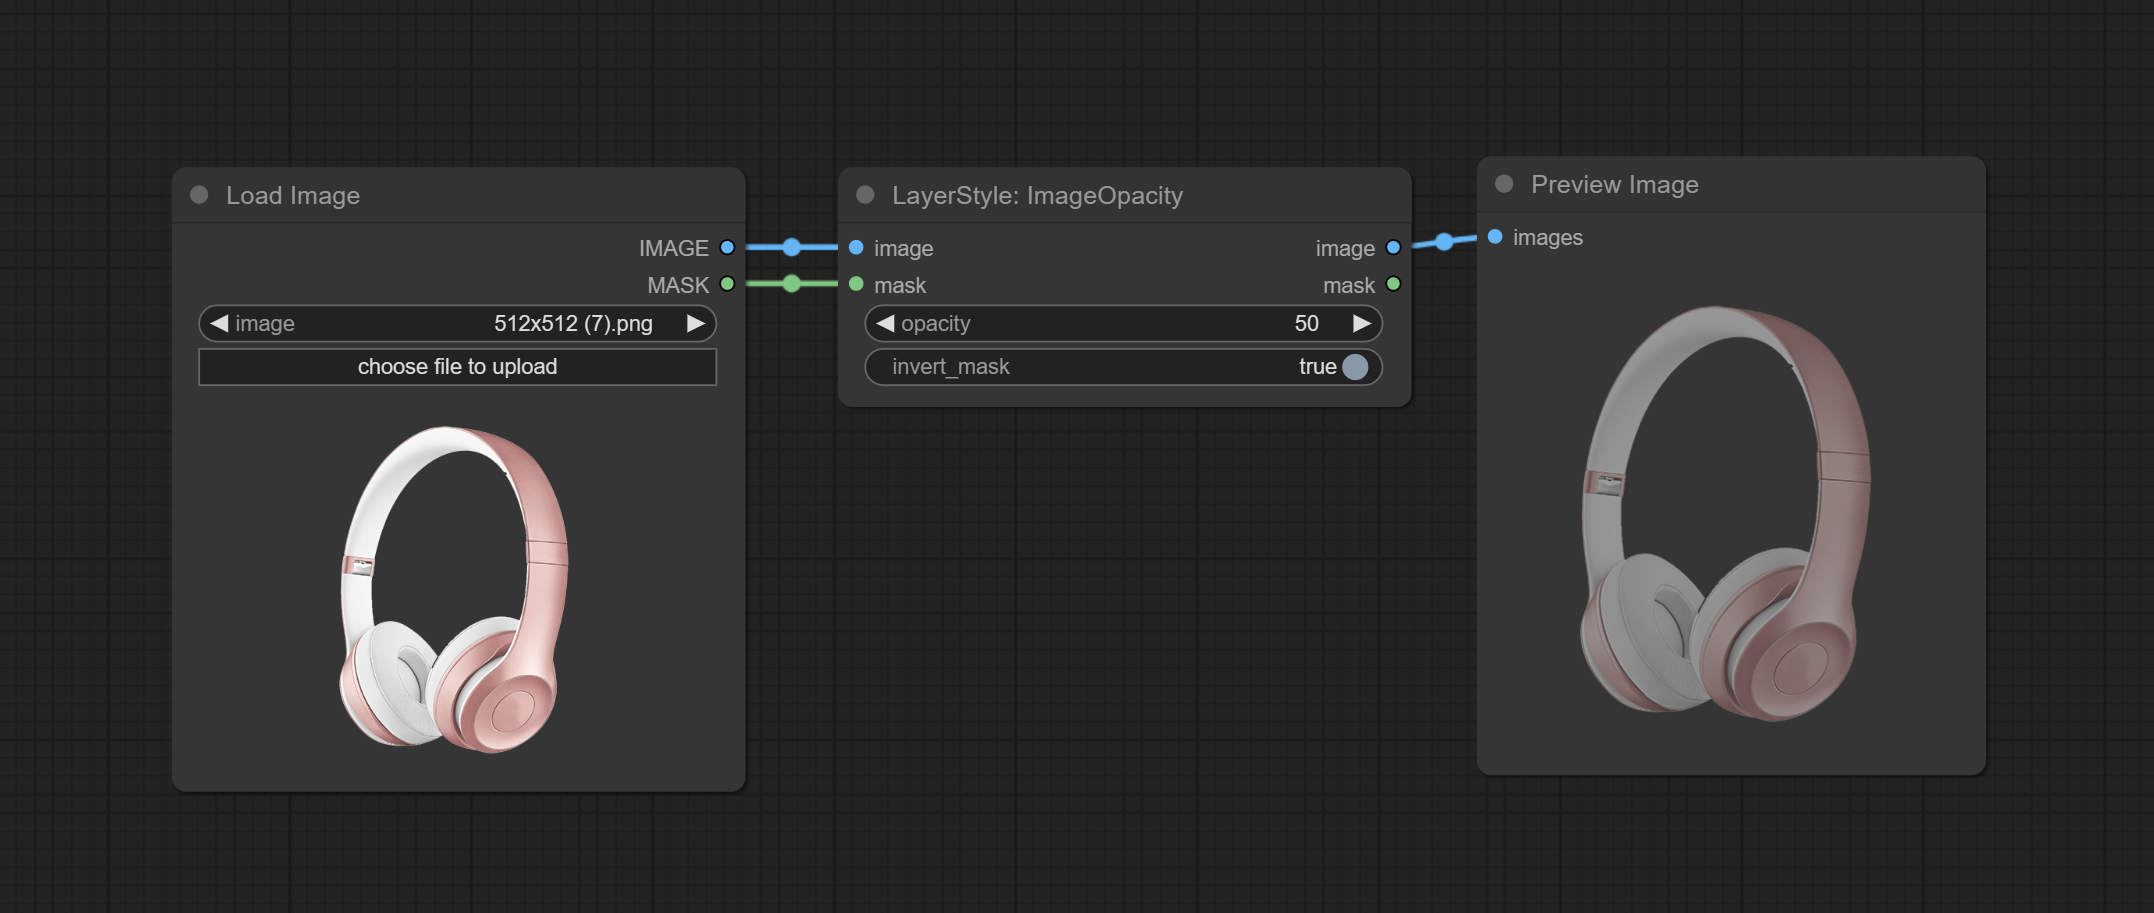 Load Image
IMAGE
MASK
image 512x512 (7).png
choose file to upload
LayerStyle: ImageOpacity
image image
mask mask
opacity 50
invert_mask true
Preview Image
images